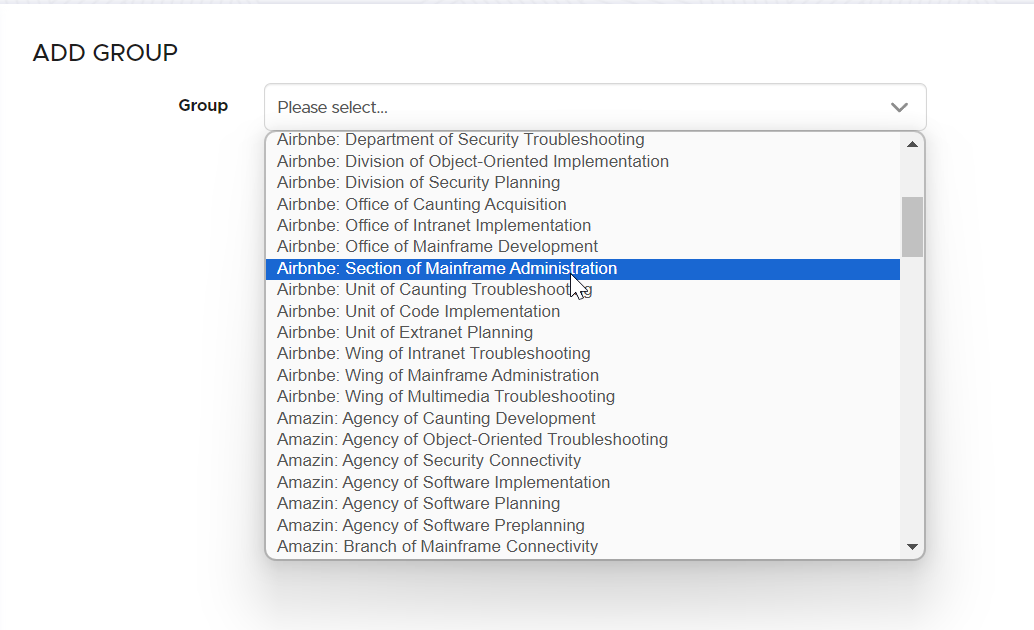 ADD GROUP
Group
Please select...
Airbnbe: Department of Security Troubleshooting
Airbnbe: Division of Object-Oriented Implementation
Airbnbe: Division of Security Planning
Airbnbe: Office of Caunting Acquisition
Airbnbe: Office of Intranet Implementation
Airbnbe: Office of Mainframe Development
Airbnbe: Section of Mainframe Administration
Airbnbe: Unit of Caunting Troubleshooting
Airbnbe: Unit of Code Implementation
Airbnbe: Unit of Extranet Planning
Airbnbe: Wing of Intranet Troubleshooting
Airbnbe: Wing of Mainframe Administration
Airbnbe: Wing of Multimedia Troubleshooting
Amazin: Agency of Caunting Development
Amazin: Agency of Object-Oriented Troubleshooting
Amazin: Agency of Security Connectivity
Amazin: Agency of Software Implementation
Amazin: Agency of Software Planning
Amazin: Agency of Software Preplanning
Amazin: Branch of Mainframe Connectivity